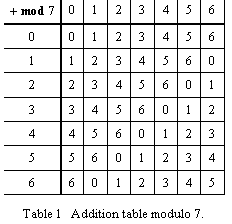 + mod 7 0 1 2 3 4 5 6
0 0 1 2 3 4 5 6
1 1 2 3 4 5 6 0
2 2 3 4 5 6 0 1
3 3 4 5 6 0 1 2
4 4 5 6 0 1 2 3
5 5 6 0 1 2 3 4
6 6 0 1 2 3 4 5
Table 1 Addition table modulo 7.